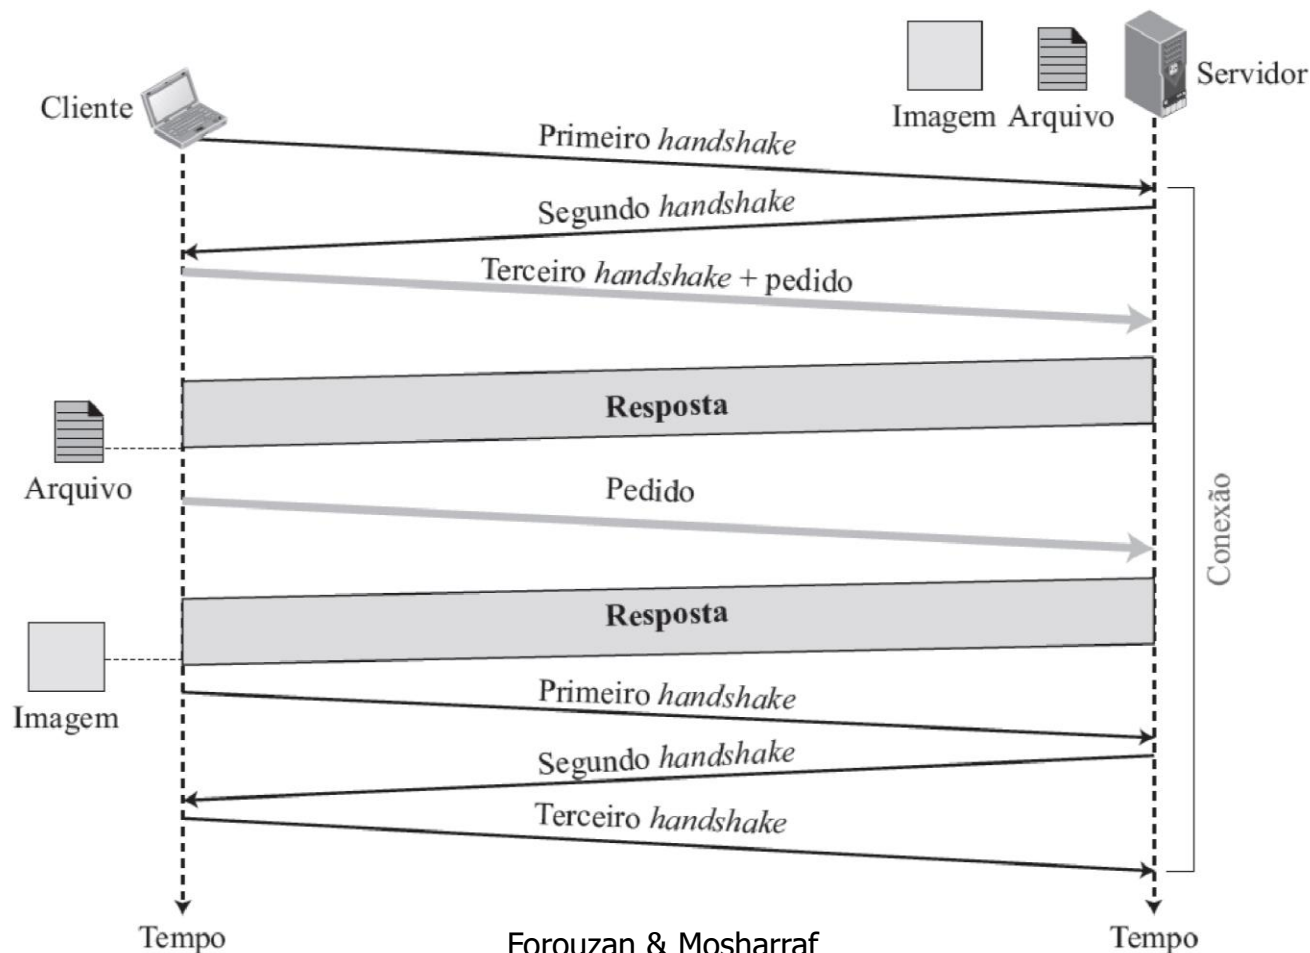 Cliente
Imagem
Arquivo
Servidor
Primeiro handshake
Segundo handshake
Terceiro handshake + pedido
Resposta
Arquivo
Pedido
Conexão
Resposta
Imagem
Primeiro handshake
Segundo handshake
Terceiro handshake
Tempo
Forouzan & Mosharraf
Tempo